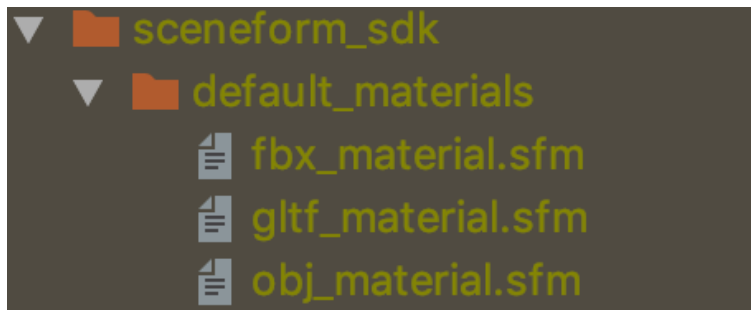 sceneform_sdk
default_materials
fbx_material.sfm
gltf_material.sfm
obj_material.sfm